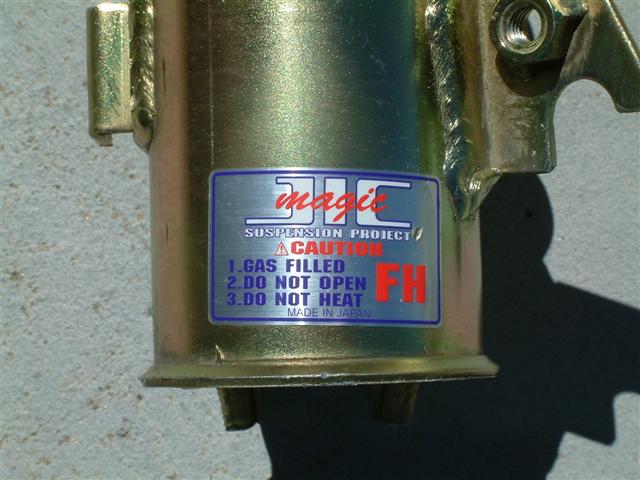 JIC
magic
SUSPENSION PROJECT
⚠CAUTION
1.GAS FILLED
2.DO NOT OPEN
3.DO NOT HEAT
FH
MADE IN JAPAN